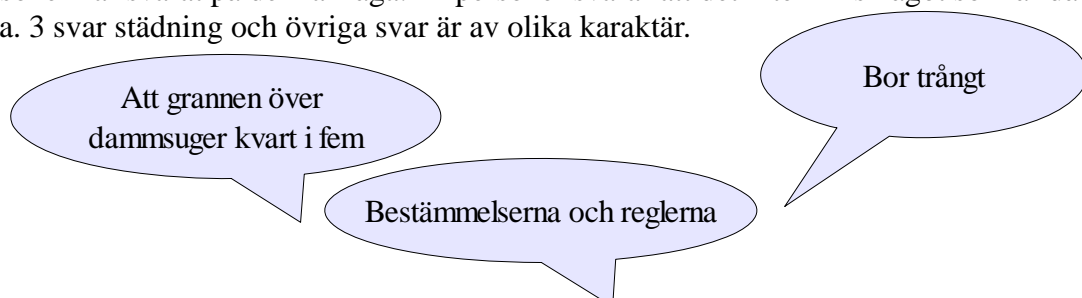 a. 3 svar städning och övriga svar är av olika karaktär.
Bor trångt
Att grannen över
dammsuger kvart i fem
Bestämmelserna och reglerna